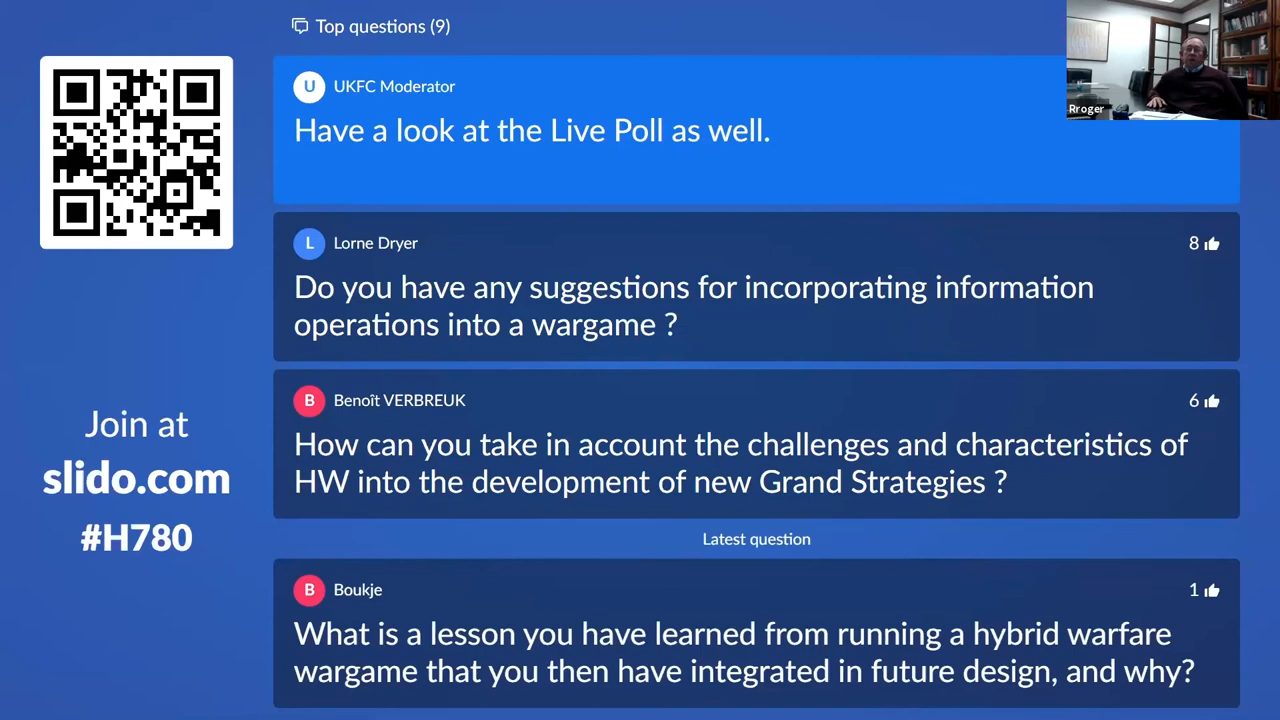 Top questions (9)
Rroger
U UKFC Moderator
Have a look at the Live Poll as well.
L Lorne Dryer 8
Do you have any suggestions for incorporating information
operations into a wargame ?
B Benoît VERBREUK 6
How can you take in account the challenges and characteristics of
HW into the development of new Grand Strategies ?
Latest question
B Boukje 1
What is a lesson you have learned from running a hybrid warfare
wargame that you then have integrated in future design, and why?
Join at
slido.com
#H780